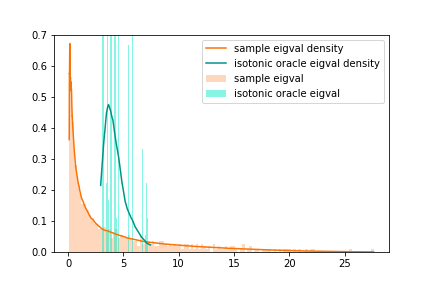 0.7
0.6
0.5
0.4
0.3
0.2
0.1
0.0
0 5 10 15 20 25
sample eigval density
isotonic oracle eigval density
sample eigval
isotonic oracle eigval